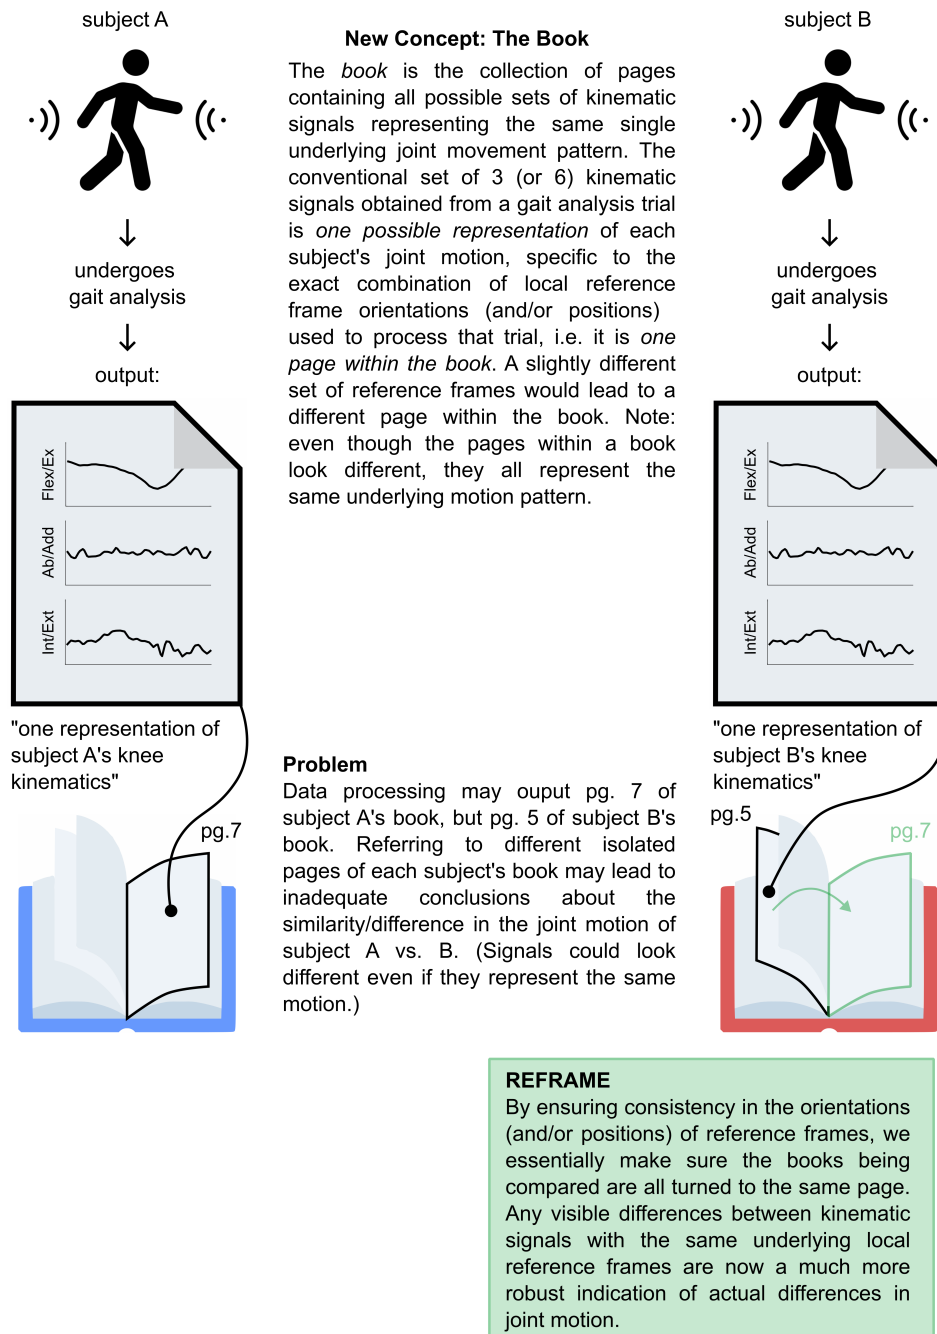 subject A
undergoes
gait analysis
output:
Flex/Ex
Ab/Add
Int/Ext
"one representation of
subject A's knee
kinematics"
pg.7
New Concept: The Book
The book is the collection of pages
containing all possible sets of kinematic
signals representing the same single
underlying joint movement pattern. The
conventional set of 3 (or 6) kinematic
signals obtained from a gait analysis trial
is one possible representation of each
subject's joint motion, specific to the
exact combination of local reference
frame orientations (and/or positions)
used to process that trial, i.e. it is one
page within the book. A slightly different
set of reference frames would lead to a
different page within the book. Note:
even though the pages within a book
look different, they all represent the
same underlying motion pattern.
Problem
Data processing may ouput pg. 7 of
subject A's book, but pg. 5 of subject B's
book. Referring to different isolated
pages of each subject's book may lead to
inadequate conclusions about the
similarity/difference in the joint motion of
subject A vs. B. (Signals could look
different even if they represent the same
motion.)
subject B
undergoes
gait analysis
output:
Flex/Ex
Ab/Add
Int/Ext
"one representation of
subject B's knee
kinematics"
pg.5
pg.7
REFRAME
By ensuring consistency in the orientations
(and/or positions) of reference frames, we
essentially make sure the books being
compared are all turned to the same page.
Any visible differences between kinematic
signals with the same underlying local
reference frames are now a much more
robust indication of actual differences in
joint motion.